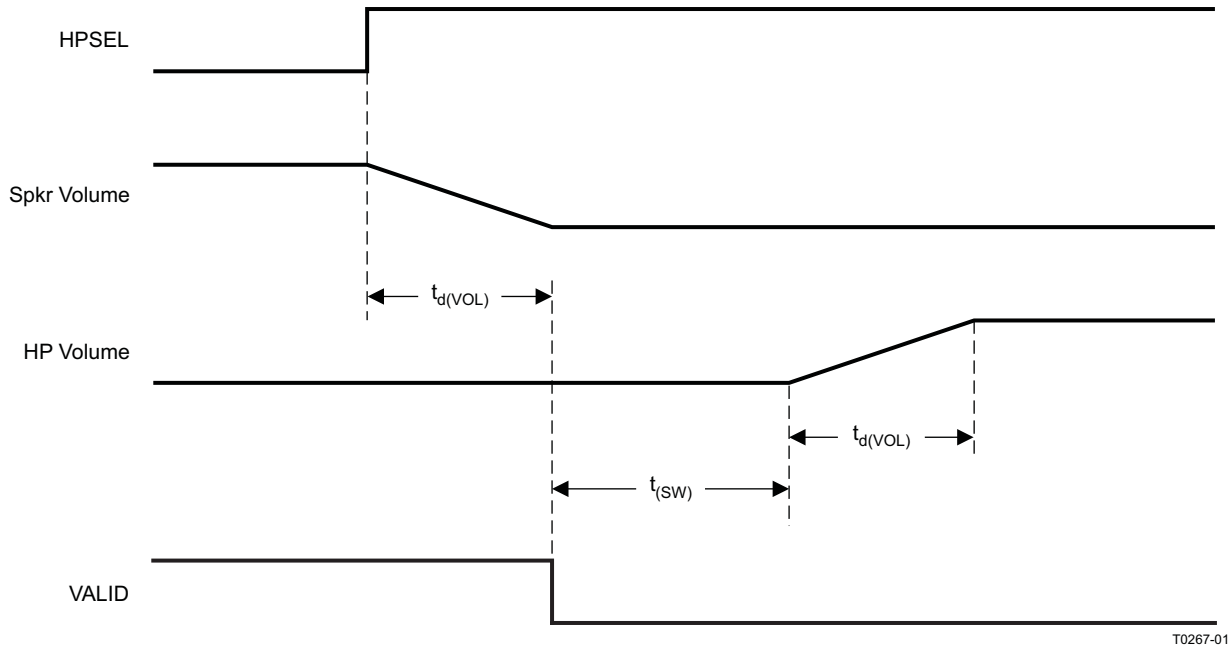 HPSEL
Spkr Volume
td(VOL)
HP Volume
td(VOL)
t(SW)
VALID
T0267-01